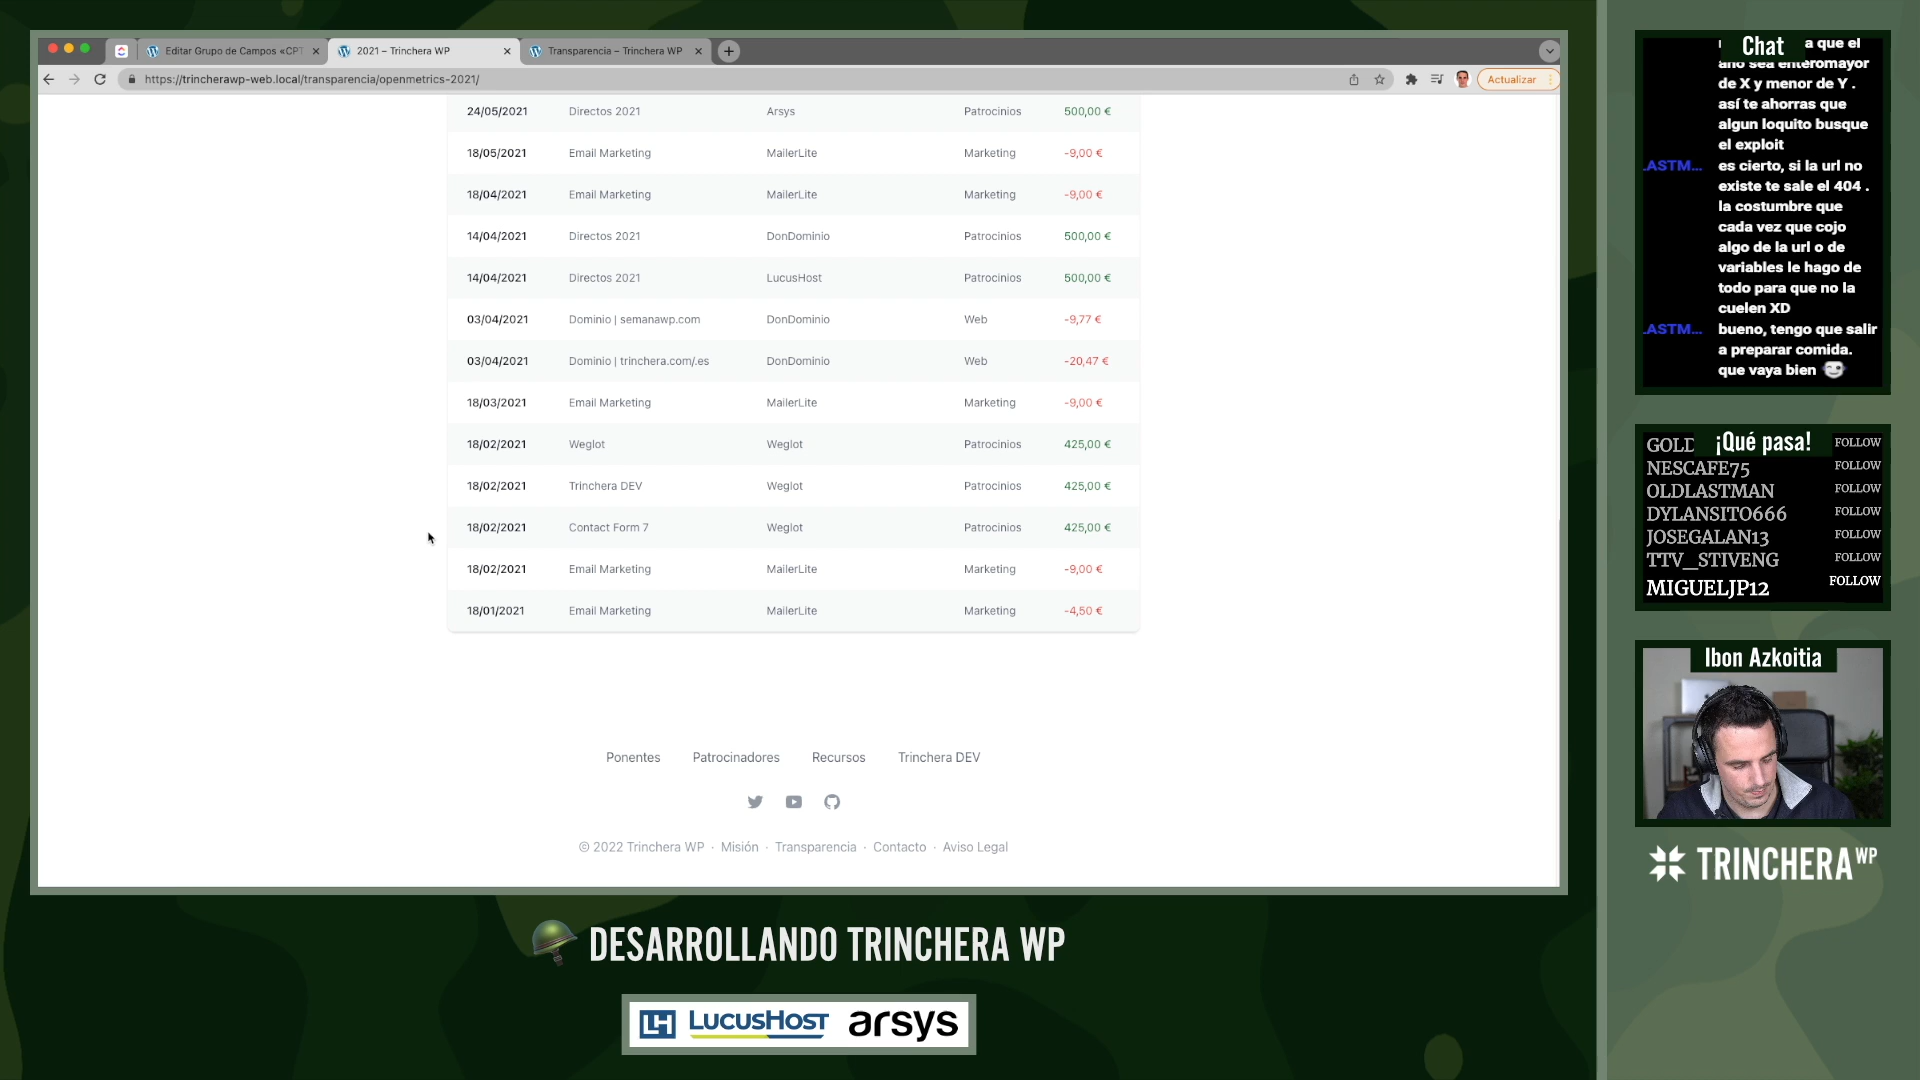 Editar Grupo de Campos «CPT
2021 – Trinchera WP
Transparencia – Trinchera WP
https://trincherawp-web.local/transparencia/openmetrics-2021/
Actualizar
24/05/2021 Directos 2021 Arsys Patrocinios 500,00 €
18/05/2021 Email Marketing MailerLite Marketing -9,00 €
18/04/2021 Email Marketing MailerLite Marketing -9,00 €
14/04/2021 Directos 2021 DonDominio Patrocinios 500,00 €
14/04/2021 Directos 2021 LucusHost Patrocinios 500,00 €
03/04/2021 Dominio | semanawp.com DonDominio Web -9,77 €
03/04/2021 Dominio | trinchera.com/.es DonDominio Web -20,47 €
18/03/2021 Email Marketing MailerLite Marketing -9,00 €
18/02/2021 Weglot Weglot Patrocinios 425,00 €
18/02/2021 Trinchera DEV Weglot Patrocinios 425,00 €
18/02/2021 Contact Form 7 Weglot Patrocinios 425,00 €
18/02/2021 Email Marketing MailerLite Marketing -9,00 €
18/01/2021 Email Marketing MailerLite Marketing -4,50 €
Ponentes Patrocinadores Recursos Trinchera DEV
© 2022 Trinchera WP · Misión · Transparencia · Contacto · Aviso Legal
DESARROLLANDO TRINCHERA WP
LH LUCUSHOST arsys
Chat
a que el
año sea enteromayor
de X y menor de Y .
así te ahorras que
algun loquito busque
el exploit
.ASTM... es cierto, si la url no
existe te sale el 404 .
la costumbre que
cada vez que cojo
algo de la url o de
variables le hago de
todo para que no la
cuelen XD
.ASTM... bueno, tengo que salir
a preparar comida.
que vaya bien
¡Qué pasa!
GOLD FOLLOW
NESCAFE75 FOLLOW
OLDLASTMAN FOLLOW
DYLANSITO666 FOLLOW
JOSEGALAN13 FOLLOW
TTV_STIVENG FOLLOW
MIGUELJP12 FOLLOW
Ibon Azkoitia
TRINCHERA WP